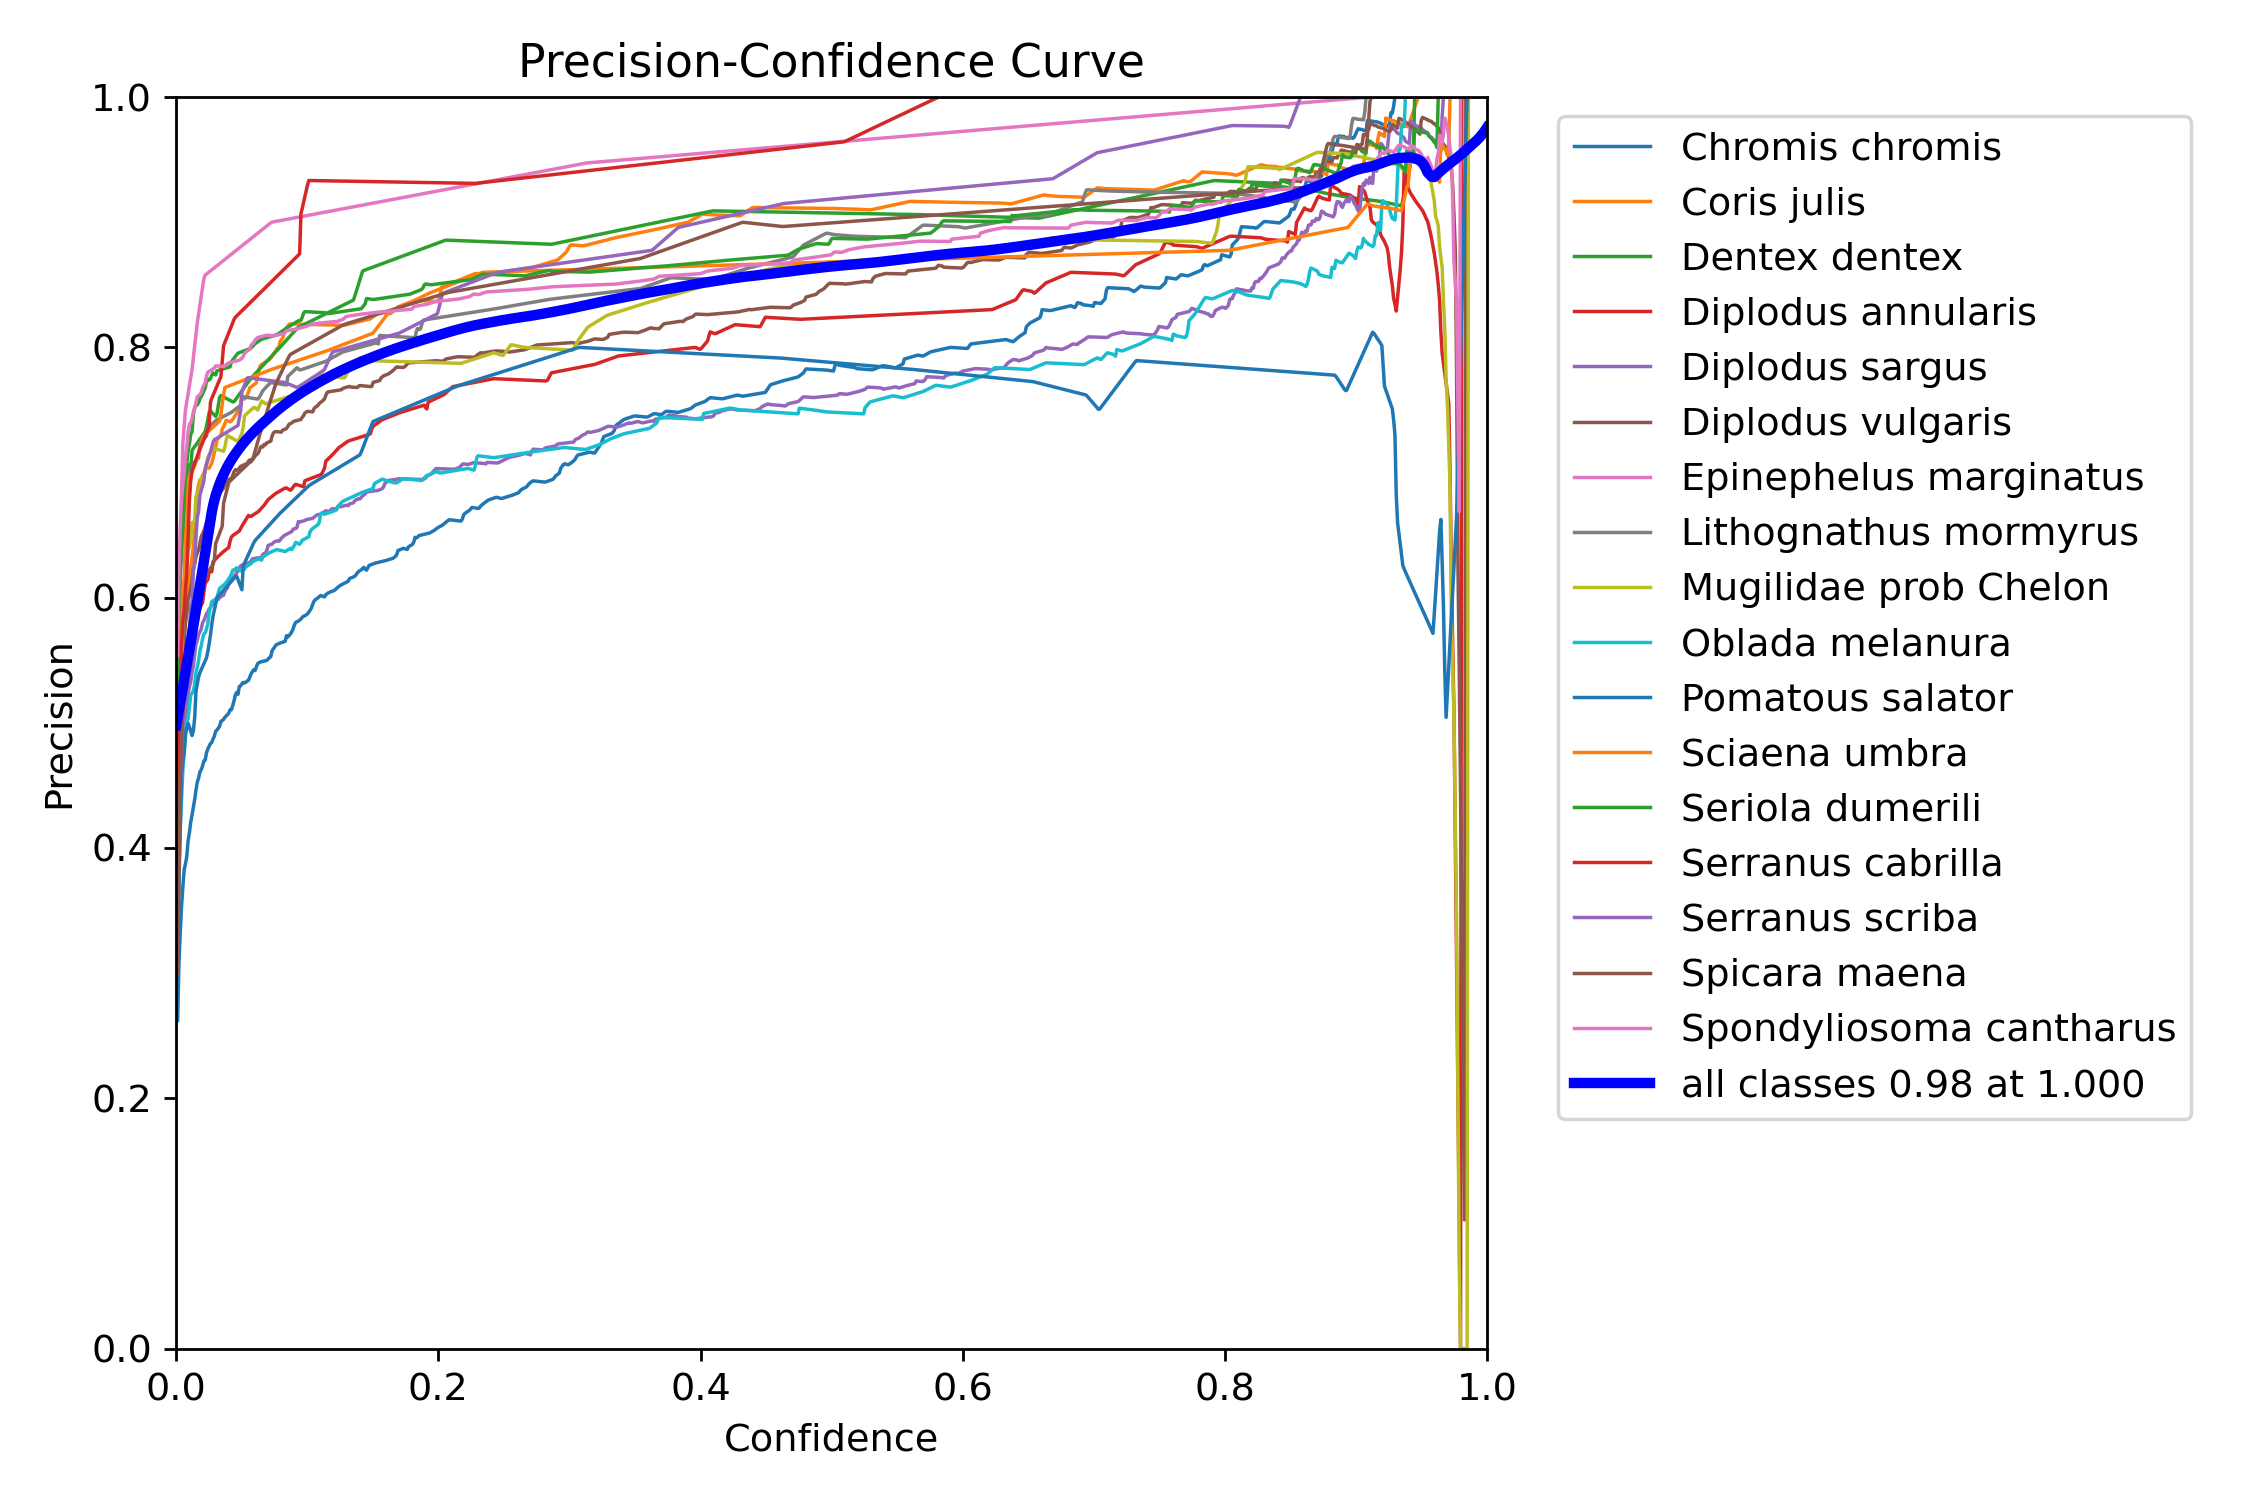 Precision-Confidence Curve
Precision
1.0
0.8
0.6
0.4
0.2
0.0
0.0 0.2 0.4 0.6 0.8 1.0
Confidence
Chromis chromis
Coris julis
Dentex dentex
Diplodus annularis
Diplodus sargus
Diplodus vulgaris
Epinephelus marginatus
Lithognathus mormyrus
Mugilidae prob Chelon
Oblada melanura
Pomatous salator
Sciaena umbra
Seriola dumerili
Serranus cabrilla
Serranus scriba
Spicara maena
Spondyliosoma cantharus
all classes 0.98 at 1.000